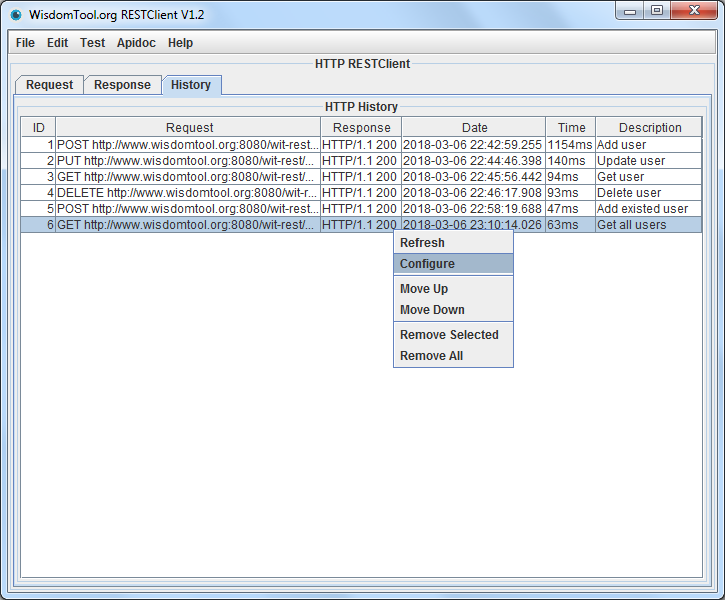 WisdomTool.org RESTClient V1.2
File Edit Test Apidoc Help
HTTP RESTClient
Request Response History
HTTP History
ID Request Response Date Time Description
1 POST http://www.wisdomtool.org:8080/wit-rest... HTTP/1.1 200 2018-03-06 22:42:59.255 1154ms Add user
2 PUT http://www.wisdomtool.org:8080/wit-rest/... HTTP/1.1 200 2018-03-06 22:44:46.398 140ms Update user
3 GET http://www.wisdomtool.org:8080/wit-rest/... HTTP/1.1 200 2018-03-06 22:45:56.442 94ms Get user
4 DELETE http://www.wisdomtool.org:8080/wit-r... HTTP/1.1 200 2018-03-06 22:46:17.908 93ms Delete user
5 POST http://www.wisdomtool.org:8080/wit-rest... HTTP/1.1 200 2018-03-06 22:58:19.688 47ms Add existed user
6 GET http://www.wisdomtool.org:8080/wit-rest/... HTTP/1.1 200 2018-03-06 23:10:14.026 63ms Get all users
Refresh
Configure
Move Up
Move Down
Remove Selected
Remove All